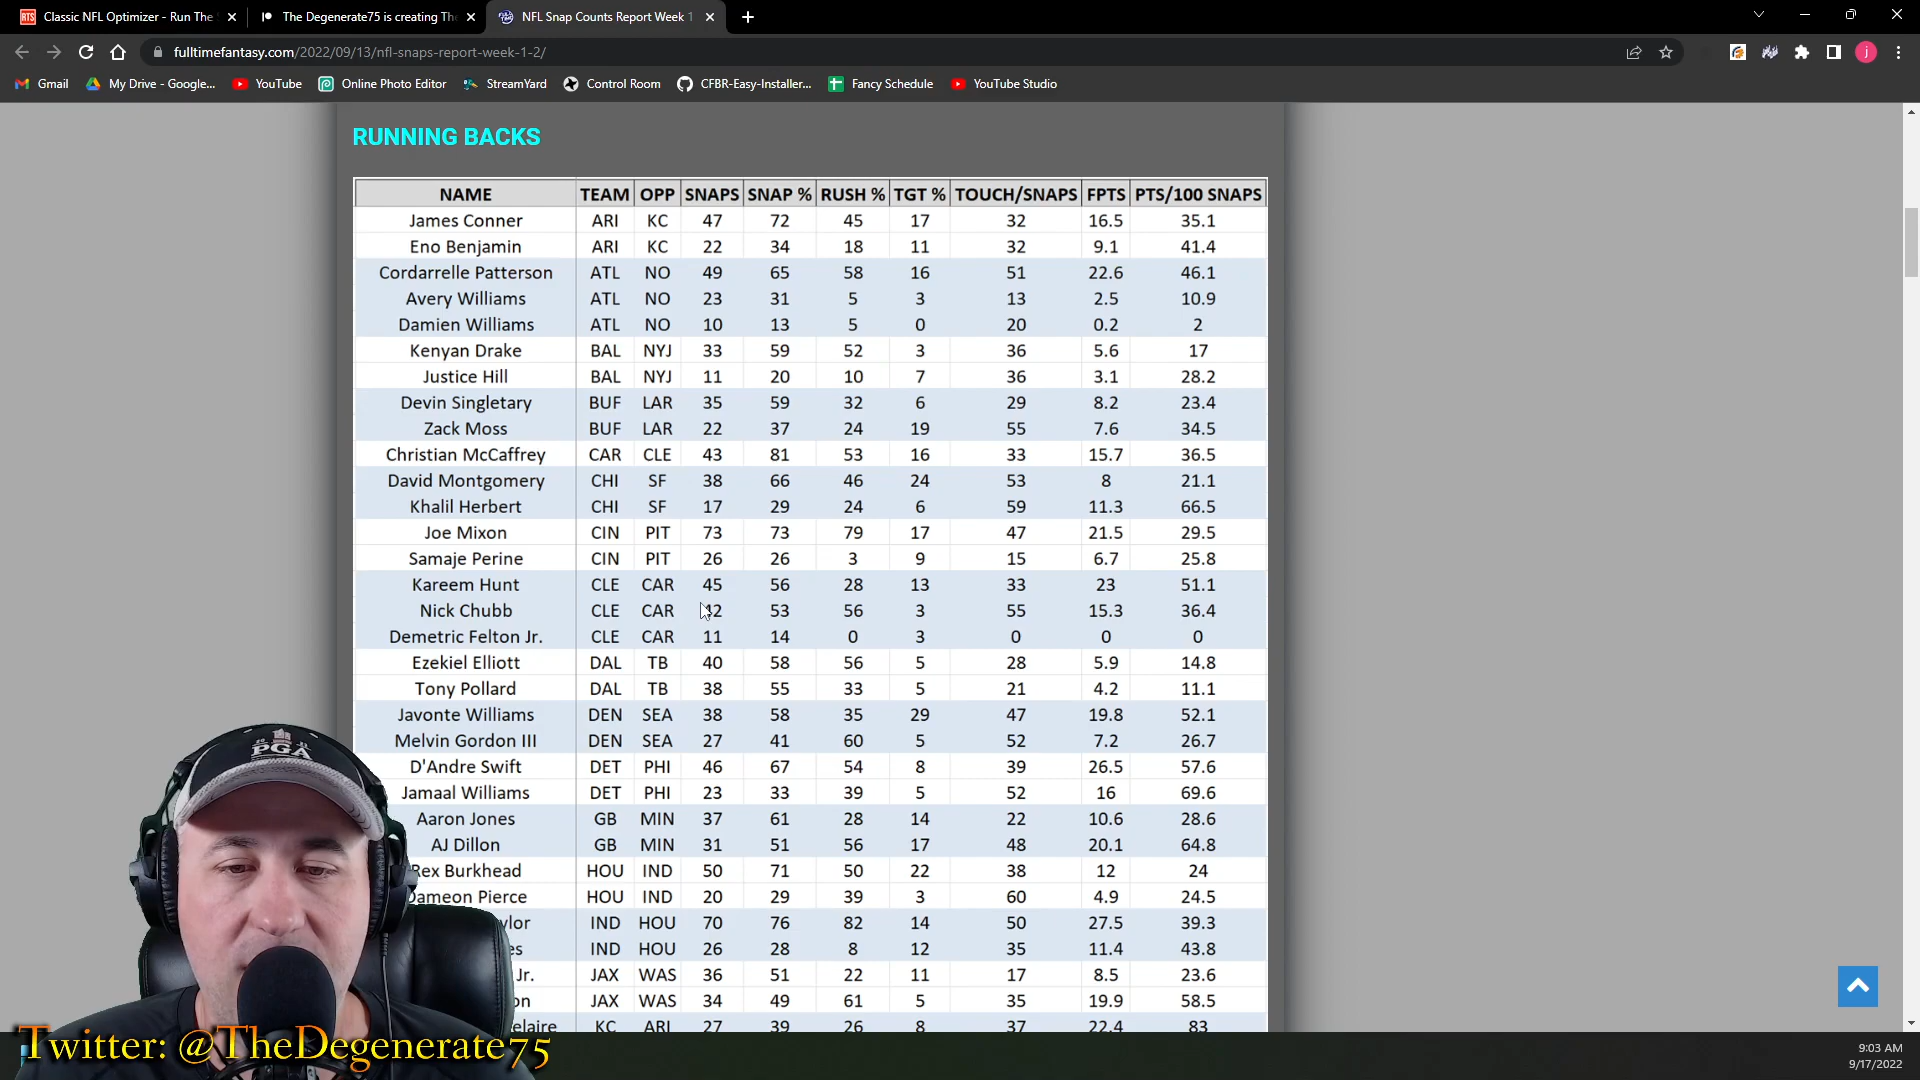 Classic NFL Optimizer - Run The
The Degenerate75 is creating The
NFL Snap Counts Report Week 1
fulltimefantasy.com/2022/09/13/nfl-snaps-report-week-1-2/
Gmail My Drive - Google... YouTube Online Photo Editor StreamYard Control Room CFBR-Easy-Installer... Fancy Schedule YouTube Studio
RUNNING BACKS
NAME TEAM OPP SNAPS SNAP % RUSH % TGT % TOUCH/SNAPS FPTS PTS/100 SNAPS
James Conner ARI KC 47 72 45 17 32 16.5 35.1
Eno Benjamin ARI KC 22 34 18 11 32 9.1 41.4
Cordarrelle Patterson ATL NO 49 65 58 16 51 22.6 46.1
Avery Williams ATL NO 23 31 5 3 13 2.5 10.9
Damien Williams ATL NO 10 13 5 0 20 0.2 2
Kenyan Drake BAL NYJ 33 59 52 3 36 5.6 17
Justice Hill BAL NYJ 11 20 10 7 36 3.1 28.2
Devin Singletary BUF LAR 35 59 32 6 29 8.2 23.4
Zack Moss BUF LAR 22 37 24 19 55 7.6 34.5
Christian McCaffrey CAR CLE 43 81 53 16 33 15.7 36.5
David Montgomery CHI SF 38 66 46 24 53 8 21.1
Khalil Herbert CHI SF 17 29 24 6 59 11.3 66.5
Joe Mixon CIN PIT 73 73 79 17 47 21.5 29.5
Samaje Perine CIN PIT 26 26 3 9 15 6.7 25.8
Kareem Hunt CLE CAR 45 56 28 13 33 23 51.1
Nick Chubb CLE CAR 42 53 56 3 55 15.3 36.4
Demetric Felton Jr. CLE CAR 11 14 0 3 0 0 0
Ezekiel Elliott DAL TB 40 58 56 5 28 5.9 14.8
Tony Pollard DAL TB 38 55 33 5 21 4.2 11.1
Javonte Williams DEN SEA 38 58 35 29 47 19.8 52.1
Melvin Gordon III DEN SEA 27 41 60 5 52 7.2 26.7
D'Andre Swift DET PHI 46 67 54 8 39 26.5 57.6
Jamaal Williams DET PHI 23 33 39 5 52 16 69.6
Aaron Jones GB MIN 37 61 28 14 22 10.6 28.6
AJ Dillon GB MIN 31 51 56 17 48 20.1 64.8
Rex Burkhead HOU IND 50 71 50 22 38 12 24
Dameon Pierce HOU IND 20 29 39 3 60 4.9 24.5
ylor IND HOU 70 76 82 14 50 27.5 39.3
es IND HOU 26 28 8 12 35 11.4 43.8
Jr. JAX WAS 36 51 22 11 17 8.5 23.6
on JAX WAS 34 49 61 5 35 19.9 58.5
elaire KC ARI 27 39 26 8 37 22.4 83
PGA
Twitter: @TheDegenerate75
9:03 AM
9/17/2022